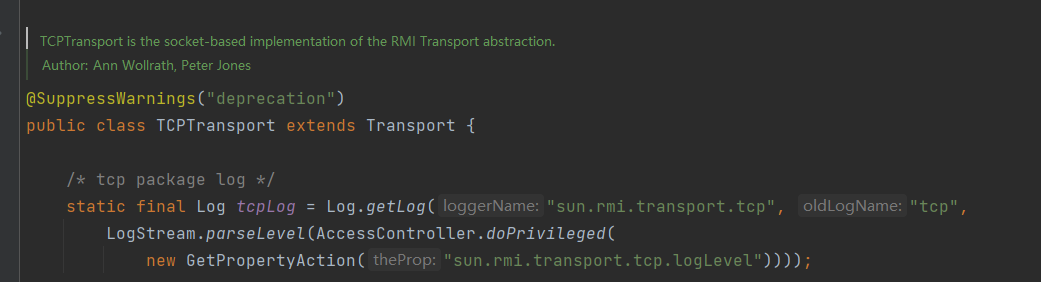 TCPTransport is the socket-based implementation of the RMI Transport abstraction.
Author: Ann Wollrath, Peter Jones
@SuppressWarnings("deprecation")
public class TCPTransport extends Transport {
/* tcp package log */
static final Log tcpLog = Log.getLog( loggerName: "sun.rmi.transport.tcp", oldLogName: "tcp",
LogStream.parseLevel(AccessController.doPrivileged(
new GetPropertyAction( theProp: "sun.rmi.transport.tcp.logLevel"))));